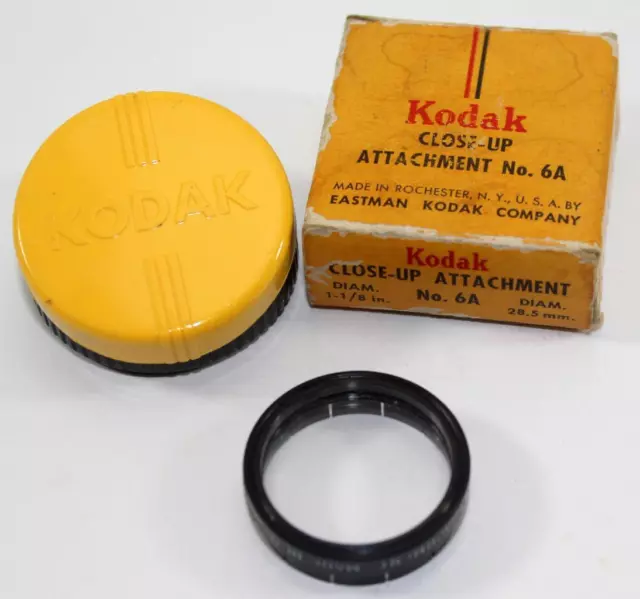 KODAK
Kodak
CLOSE-UP
ATTACHMENT No. 6A
MADE IN ROCHESTER, N. Y., U. S. A. BY
EASTMAN KODAK COMPANY
Kodak
CLOSE-UP ATTACHMENT
DIAM. No. 6A DIAM.
1-1/8 in. 28.5 mm.